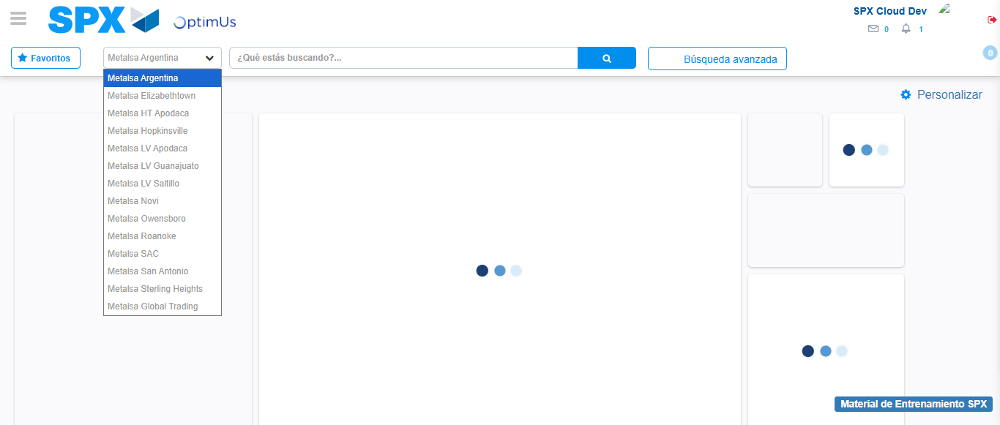 SPX
OptimUs
SPX Cloud Dev
0
1
Favoritos
Metalsa Argentina
¿Qué estás buscando?...
Búsqueda avanzada
0
Metalsa Argentina
Metalsa Elizabethtown
Metalsa HT Apodaca
Metalsa Hopkinsville
Metalsa LV Apodaca
Metalsa LV Guanajuato
Metalsa LV Saltillo
Metalsa Novi
Metalsa Owensboro
Metalsa Roanoke
Metalsa SAC
Metalsa San Antonio
Metalsa Sterling Heights
Metalsa Global Trading
Personalizar
Material de Entrenamiento SPX